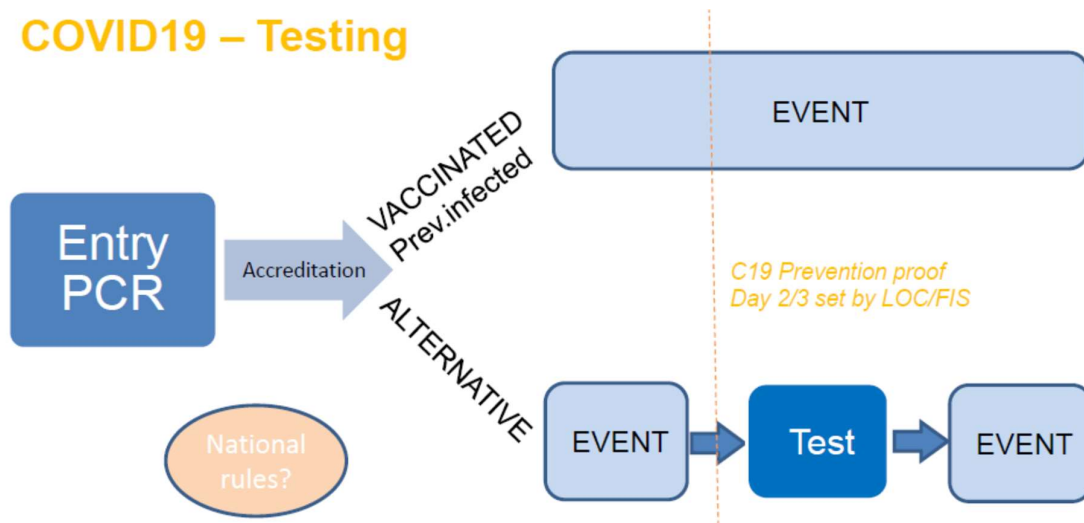 COVID19 – Testing
Entry
PCR
Accreditation
VACCINATED
Prev.infected
EVENT
C19 Prevention proof
Day 2/3 set by LOC/FIS
ALTERNATIVE
EVENT
Test
EVENT
National
rules?